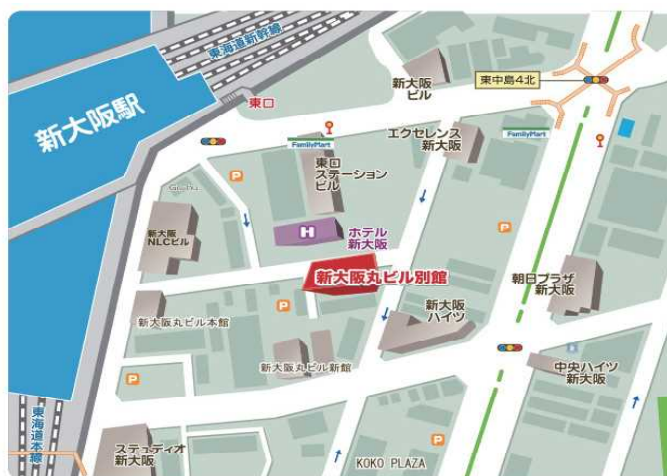 東海道新幹線
新大阪駅
東口
新大阪
ビル
東中島4北
FamilyMart
東口
ステーション
ビル
エクセレンス
新大阪
FamilyMart
P
P
新大阪
NLCビル
H
ホテル
新大阪
新大阪丸ビル別館
朝日プラザ
新大阪
P
新大阪丸ビル本館
新大阪
ハイツ
新大阪丸ビル新館
P
中央ハイツ
新大阪
東海道本線
ステュディオ
新大阪
KOKO PLAZA
P